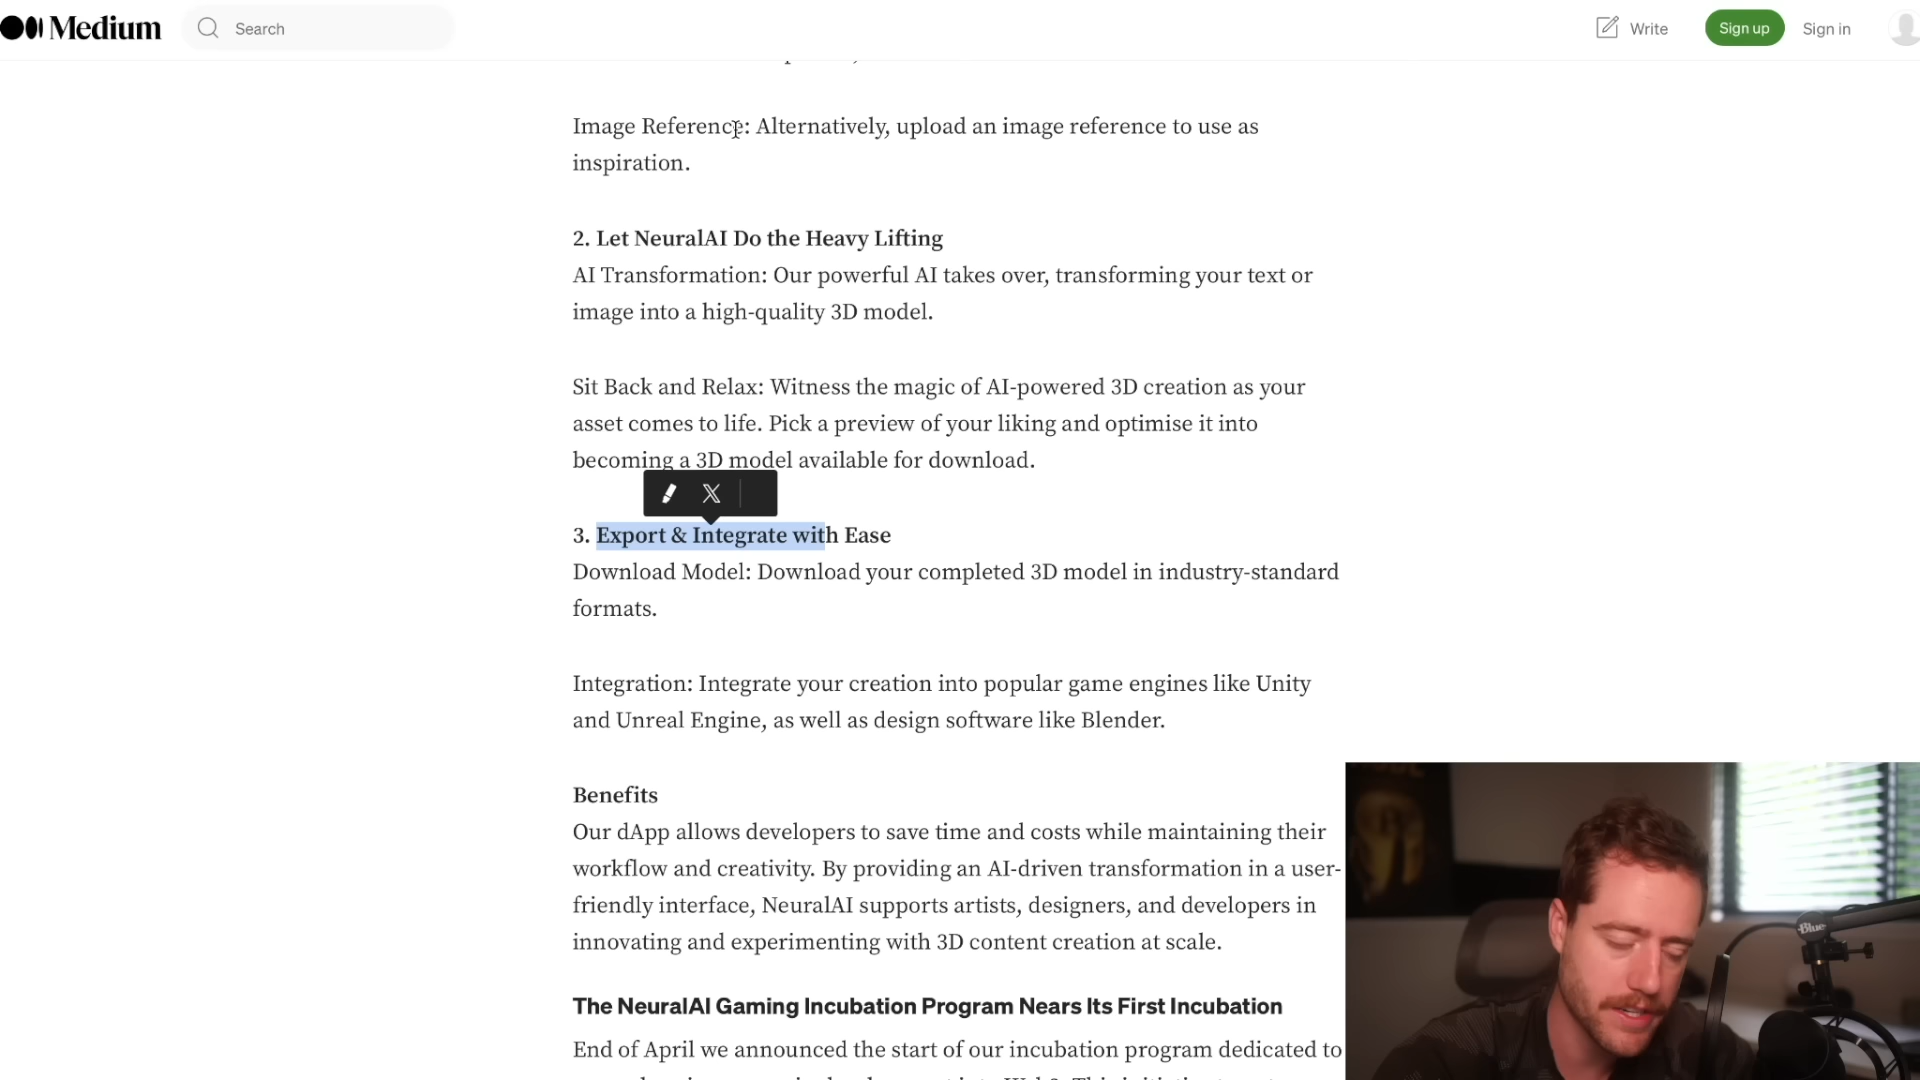 Medium
Search
Write
Sign up
Sign in
Image Reference: Alternatively, upload an image reference to use as
inspiration.
2. Let NeuralAI Do the Heavy Lifting
AI Transformation: Our powerful AI takes over, transforming your text or
image into a high-quality 3D model.
Sit Back and Relax: Witness the magic of AI-powered 3D creation as your
asset comes to life. Pick a preview of your liking and optimise it into
becoming a 3D model available for download.
3. Export & Integrate with Ease
Download Model: Download your completed 3D model in industry-standard
formats.
Integration: Integrate your creation into popular game engines like Unity
and Unreal Engine, as well as design software like Blender.
Benefits
Our dApp allows developers to save time and costs while maintaining their
workflow and creativity. By providing an AI-driven transformation in a user-
friendly interface, NeuralAI supports artists, designers, and developers in
innovating and experimenting with 3D content creation at scale.
The NeuralAI Gaming Incubation Program Nears Its First Incubation
End of April we announced the start of our incubation program dedicated to
Blue